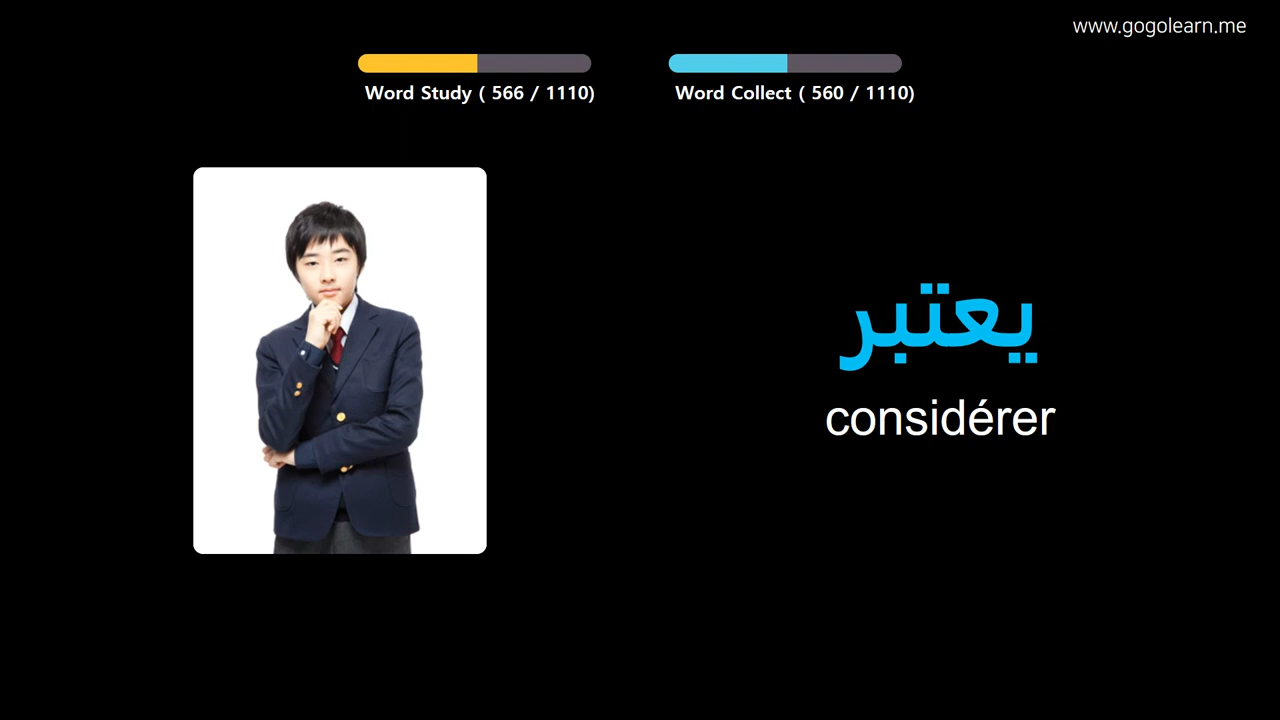 www.gogolearn.me
Word Study ( 566 / 1110)
Word Collect ( 560 / 1110)
يعتبر
considérer